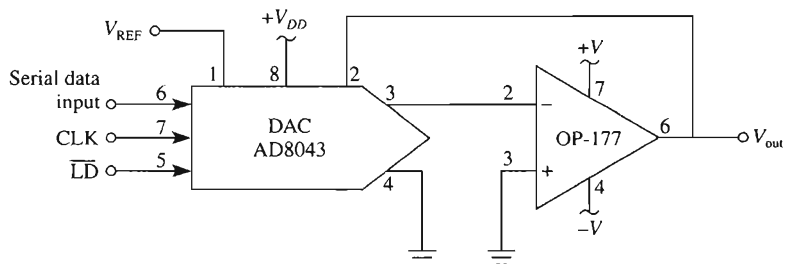 V_REF
+V_DD
1
8
2
Serial data
input
6
CLK
7
L̅D̅
5
DAC
AD8043
3
4
2
−
3
+
OP-177
+V
7
6
4
−V
V_out